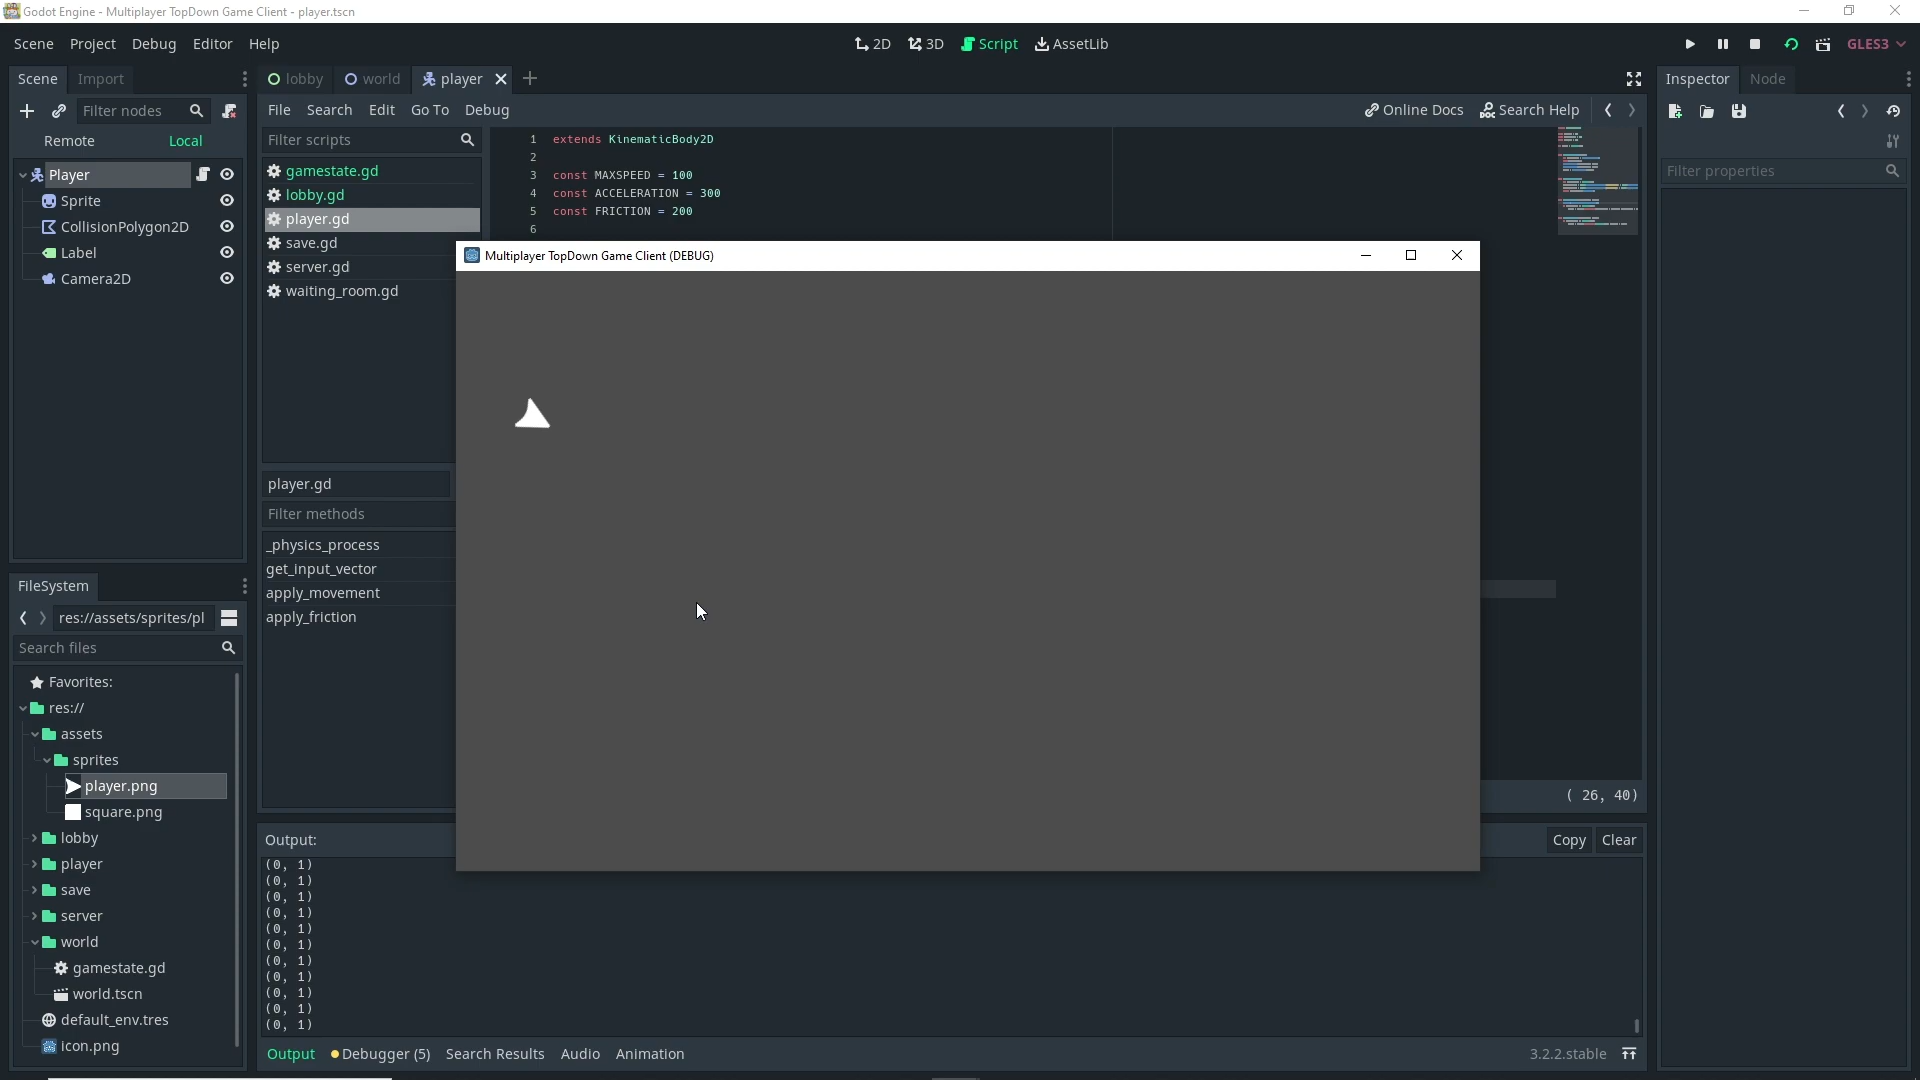 Godot Engine - Multiplayer TopDown Game Client - player.tscn
Scene Project Debug Editor Help
2D 3D Script AssetLib
GLES3
Scene Import
lobby world player
Inspector Node
Filter nodes
File Search Edit Go To Debug
Online Docs Search Help
Remote Local
Filter scripts
Filter properties
Player
Sprite
CollisionPolygon2D
Label
Camera2D
gamestate.gd
lobby.gd
player.gd
save.gd
server.gd
waiting_room.gd
1 extends KinematicBody2D
2
3 const MAXSPEED = 100
4 const ACCELERATION = 300
5 const FRICTION = 200
6
Multiplayer TopDown Game Client (DEBUG)
player.gd
Filter methods
_physics_process
get_input_vector
apply_movement
apply_friction
FileSystem
res://assets/sprites/pl
Search files
Favorites:
res://
assets
sprites
player.png
square.png
lobby
player
save
server
world
gamestate.gd
world.tscn
default_env.tres
icon.png
( 26, 40)
Output:
Copy Clear
(0, 1)
(0, 1)
(0, 1)
(0, 1)
(0, 1)
(0, 1)
(0, 1)
(0, 1)
(0, 1)
(0, 1)
(0, 1)
Output Debugger (5) Search Results Audio Animation
3.2.2.stable